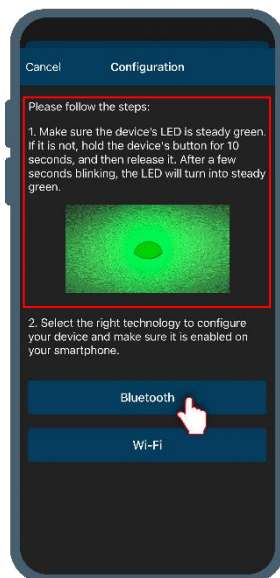 Cancel Configuration
Please follow the steps:
1. Make sure the device's LED is steady green.
If it is not, hold the device's button for 10
seconds, and then release it. After a few
seconds blinking, the LED will turn into steady
green.
2. Select the right technology to configure
your device and make sure it is enabled on
your smartphone.
Bluetooth
Wi-Fi